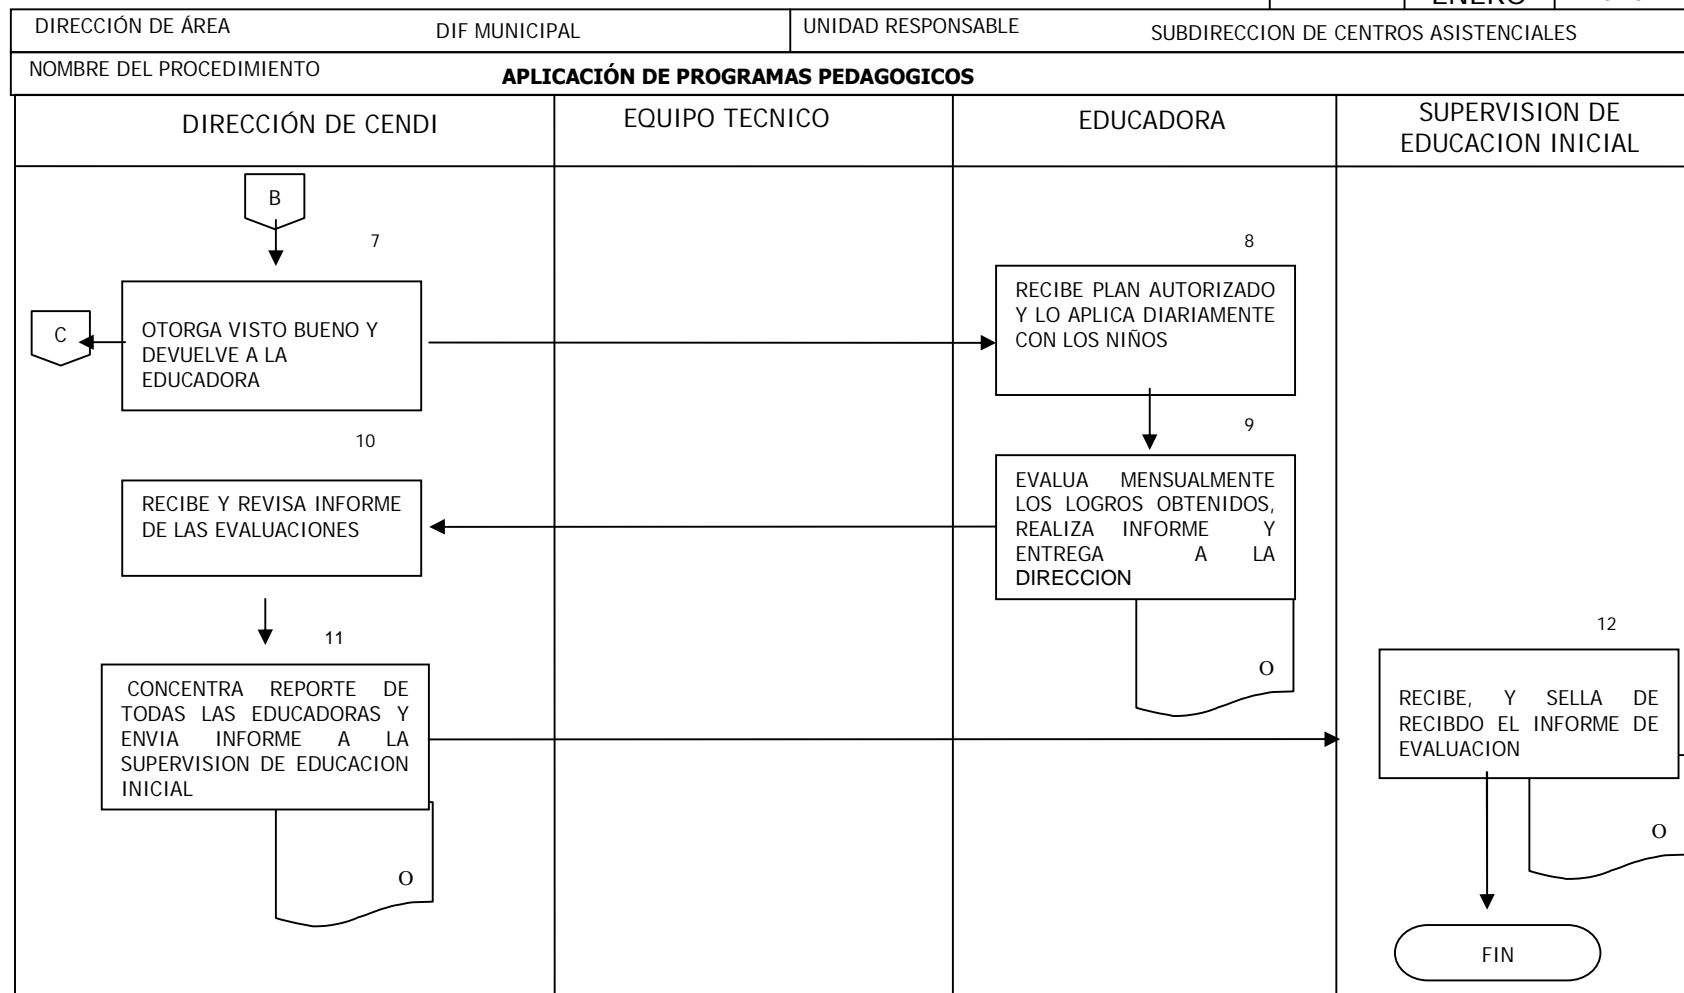 ENERO
DIRECCIÓN DE ÁREA
DIF MUNICIPAL
UNIDAD RESPONSABLE
SUBDIRECCION DE CENTROS ASISTENCIALES
NOMBRE DEL PROCEDIMIENTO
APLICACIÓN DE PROGRAMAS PEDAGOGICOS
DIRECCIÓN DE CENDI
EQUIPO TECNICO
EDUCADORA
SUPERVISION DE
EDUCACION INICIAL
B
7
C
OTORGA VISTO BUENO Y
DEVUELVE A LA
EDUCADORA
8
RECIBE PLAN AUTORIZADO
Y LO APLICA DIARIAMENTE
CON LOS NIÑOS
9
EVALUA MENSUALMENTE
LOS LOGROS OBTENIDOS,
REALIZA INFORME Y
ENTREGA A LA
DIRECCION
O
10
RECIBE Y REVISA INFORME
DE LAS EVALUACIONES
11
CONCENTRA REPORTE DE
TODAS LAS EDUCADORAS Y
ENVIA INFORME A LA
SUPERVISION DE EDUCACION
INICIAL
O
12
RECIBE, Y SELLA DE
RECIBDO EL INFORME DE
EVALUACION
O
FIN